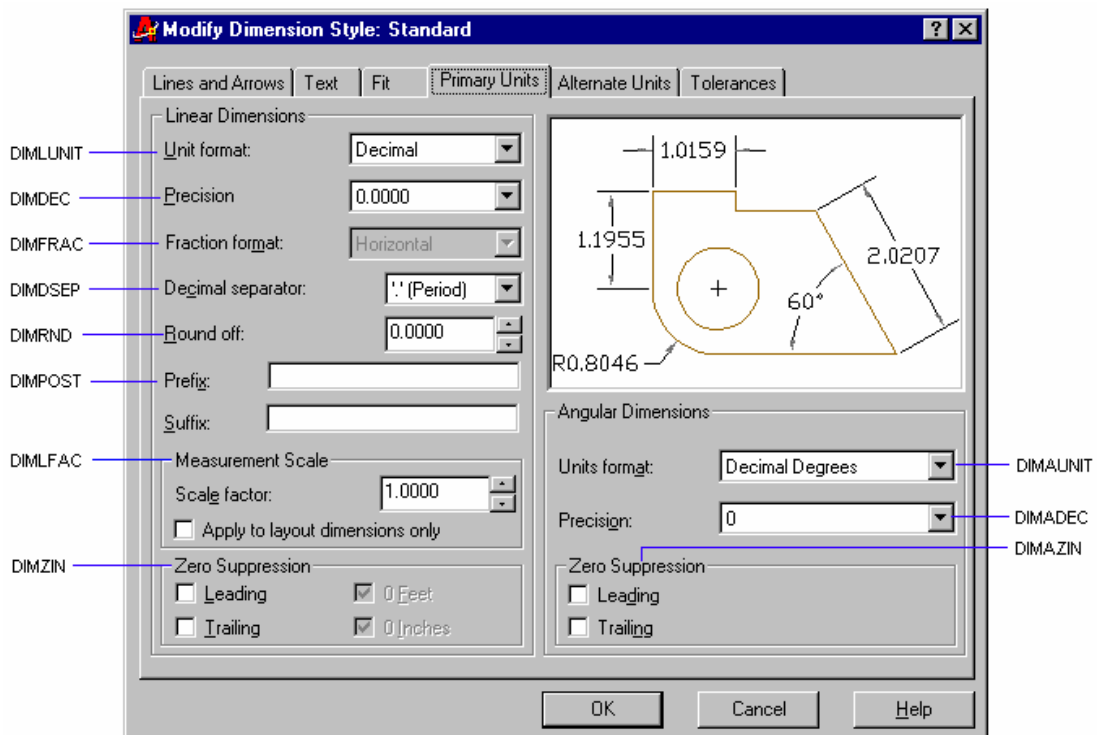 Modify Dimension Style: Standard
Lines and Arrows Text Fit Primary Units Alternate Units Tolerances
Linear Dimensions
DIMLUNIT Unit format: Decimal
DIMDEC Precision 0.0000
DIMFRAC Fraction format: Horizontal
DIMDSEP Decimal separator: '.' (Period)
DIMRND Round off: 0.0000
DIMPOST Prefix:
Suffix:
DIMLFAC Measurement Scale
Scale factor: 1.0000
Apply to layout dimensions only
DIMZIN Zero Suppression
Leading 0 Feet
Trailing 0 Inches
1.0159
1.1955
2.0207
60°
R0.8046
Angular Dimensions
Units format: Decimal Degrees DIMAUNIT
Precision: 0 DIMADEC
DIMAZIN
Zero Suppression
Leading
Trailing
OK Cancel Help